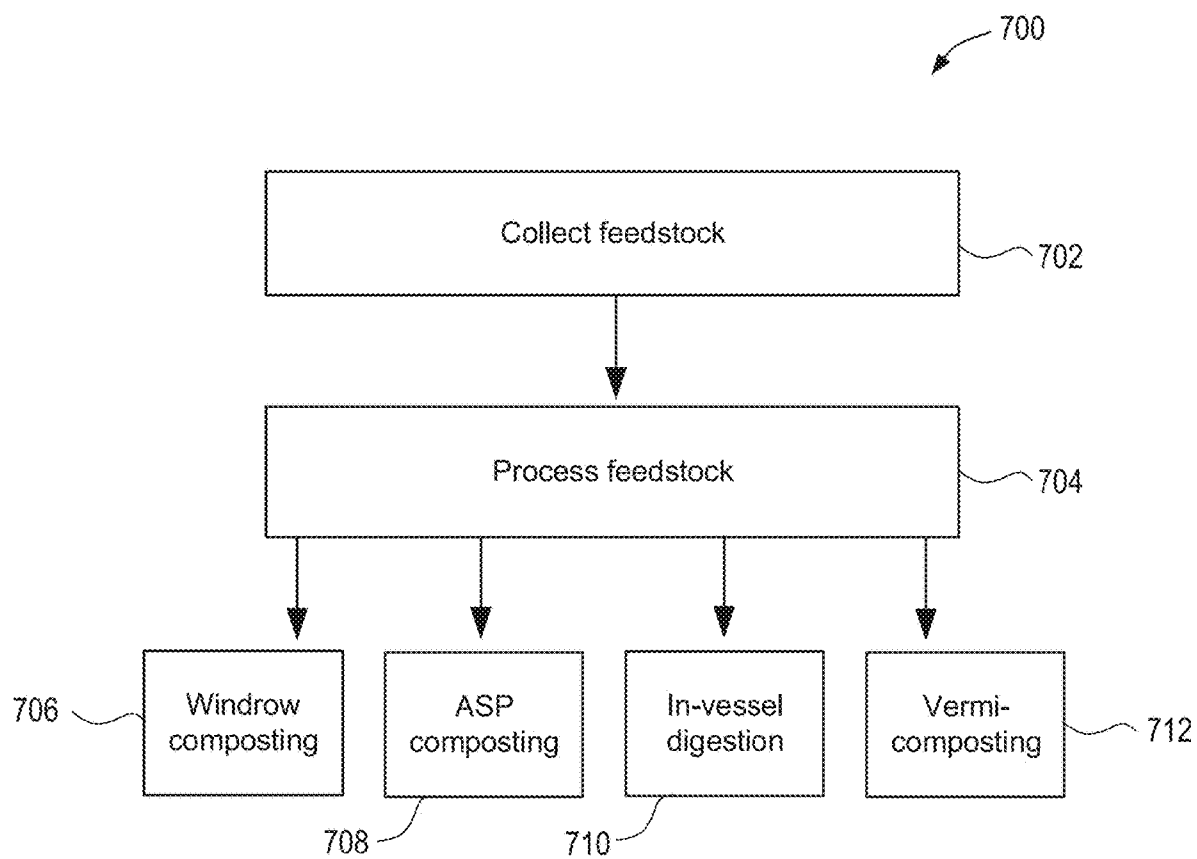 700
Collect feedstock
702
Process feedstock
704
Windrow
composting
706
ASP
composting
708
In-vessel
digestion
710
Vermi-
composting
712